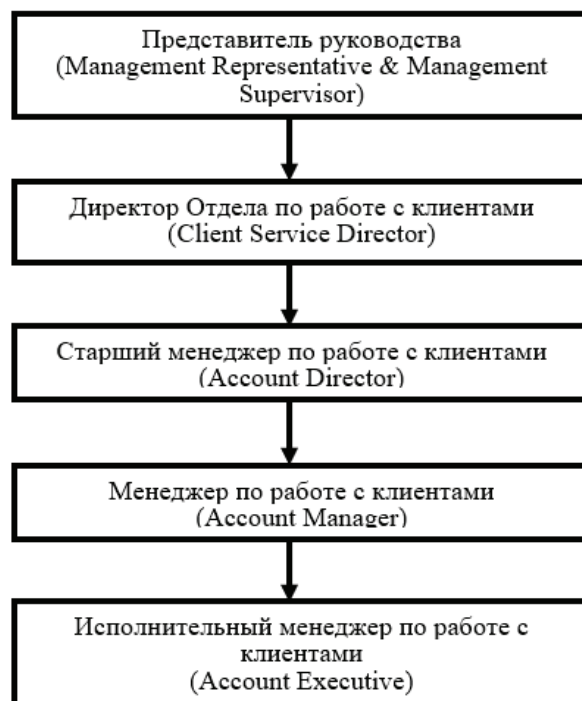 Представитель руководства
(Management Representative & Management
Supervisor)
Директор Отдела по работе с клиентами
(Client Service Director)
Старший менеджер по работе с клиентами
(Account Director)
Менеджер по работе с клиентами
(Account Manager)
Исполнительный менеджер по работе с
клиентами
(Account Executive)